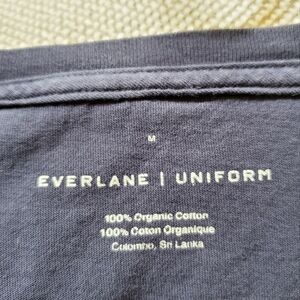 M
EVERLANE | UNIFORM
100% Organic Cotton
100% Coton Organique
Colombo, Sri Lanka